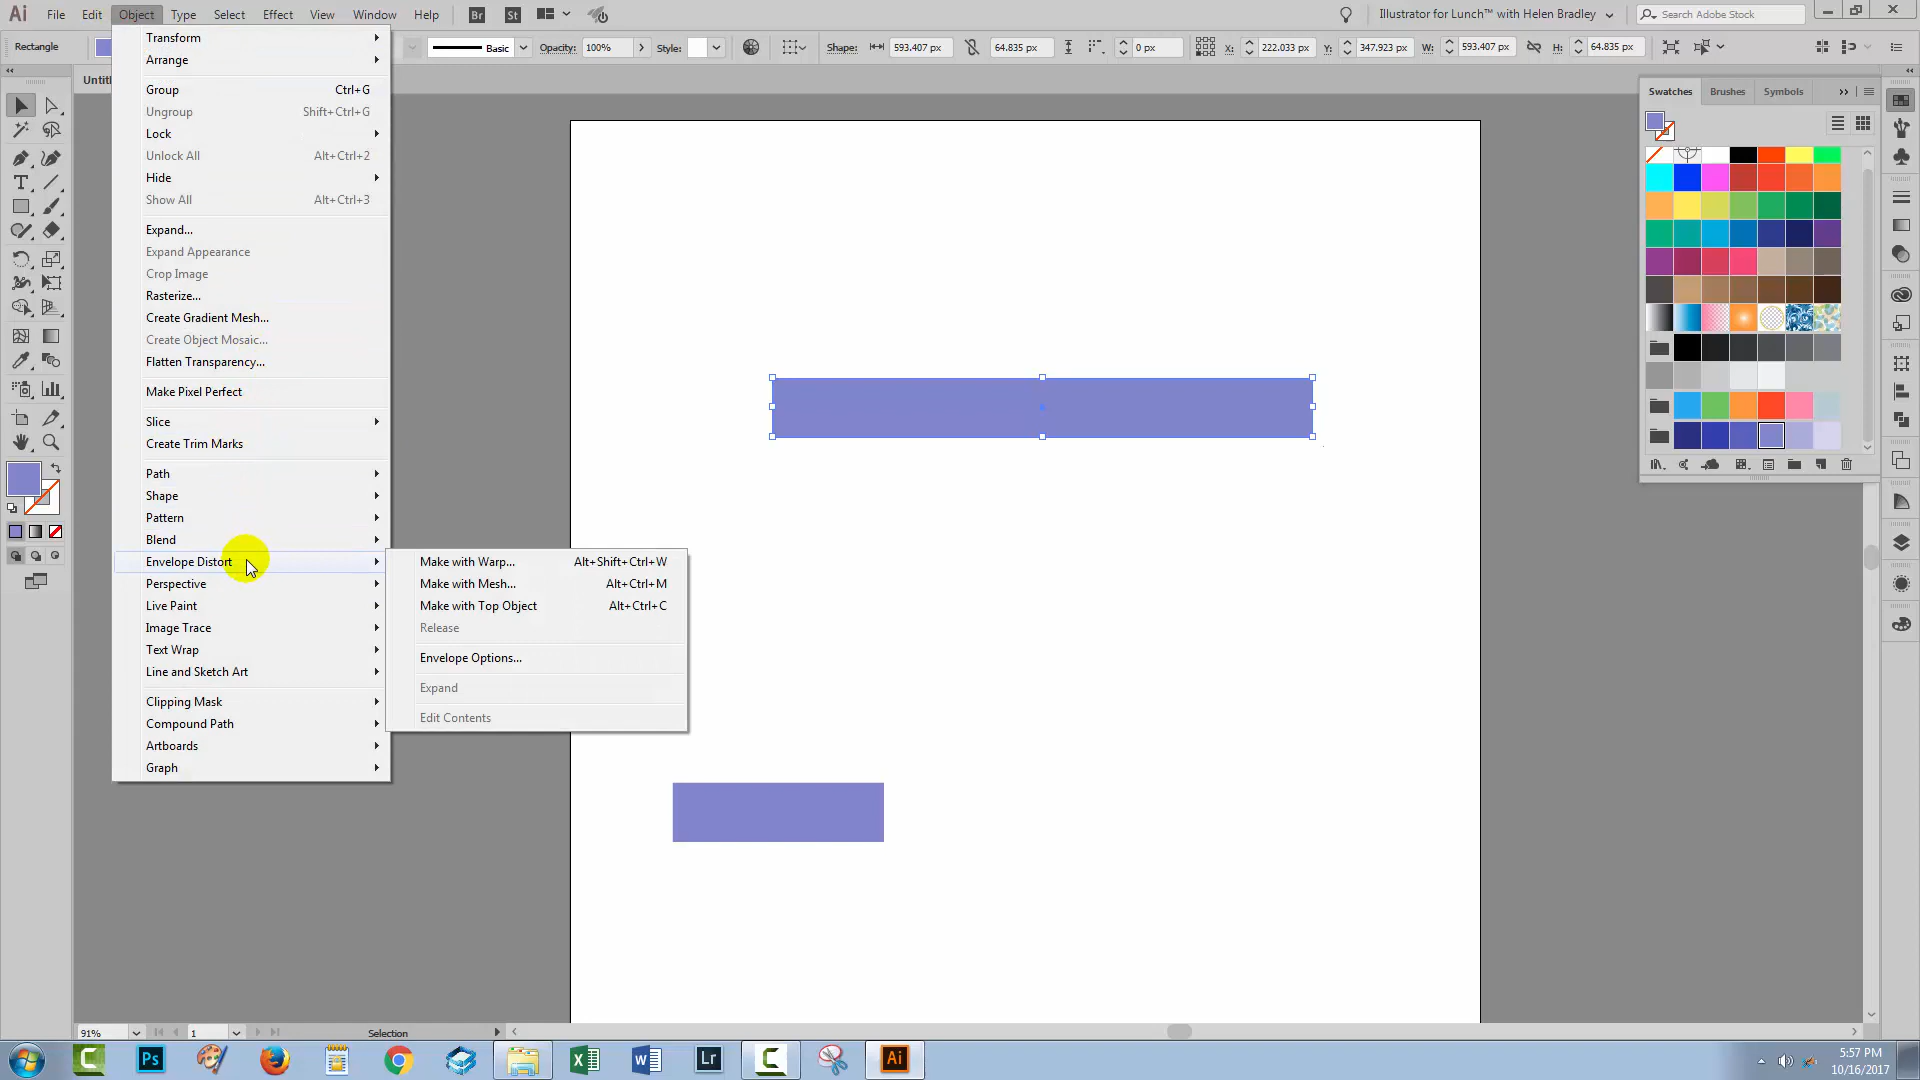 Ai File Edit Object Type Select Effect View Window Help Br St Illustrator for Lunch™ with Helen Bradley Search Adobe Stock
Rectangle Basic Opacity: 100% Style: Shape: 593.407 px 64.835 px 0 px X: 222.033 px Y: 347.923 px W: 593.407 px H: 64.835 px
Untitl
Transform
Arrange
Group Ctrl+G
Ungroup Shift+Ctrl+G
Lock
Unlock All Alt+Ctrl+2
Hide
Show All Alt+Ctrl+3
Expand...
Expand Appearance
Crop Image
Rasterize...
Create Gradient Mesh...
Create Object Mosaic...
Flatten Transparency...
Make Pixel Perfect
Slice
Create Trim Marks
Path
Shape
Pattern
Blend
Envelope Distort
Perspective
Live Paint
Image Trace
Text Wrap
Line and Sketch Art
Clipping Mask
Compound Path
Artboards
Graph
Make with Warp... Alt+Shift+Ctrl+W
Make with Mesh... Alt+Ctrl+M
Make with Top Object Alt+Ctrl+C
Release
Envelope Options...
Expand
Edit Contents
Swatches Brushes Symbols
91% 1 Selection
Ps Lr Ai
5:57 PM
10/16/2017